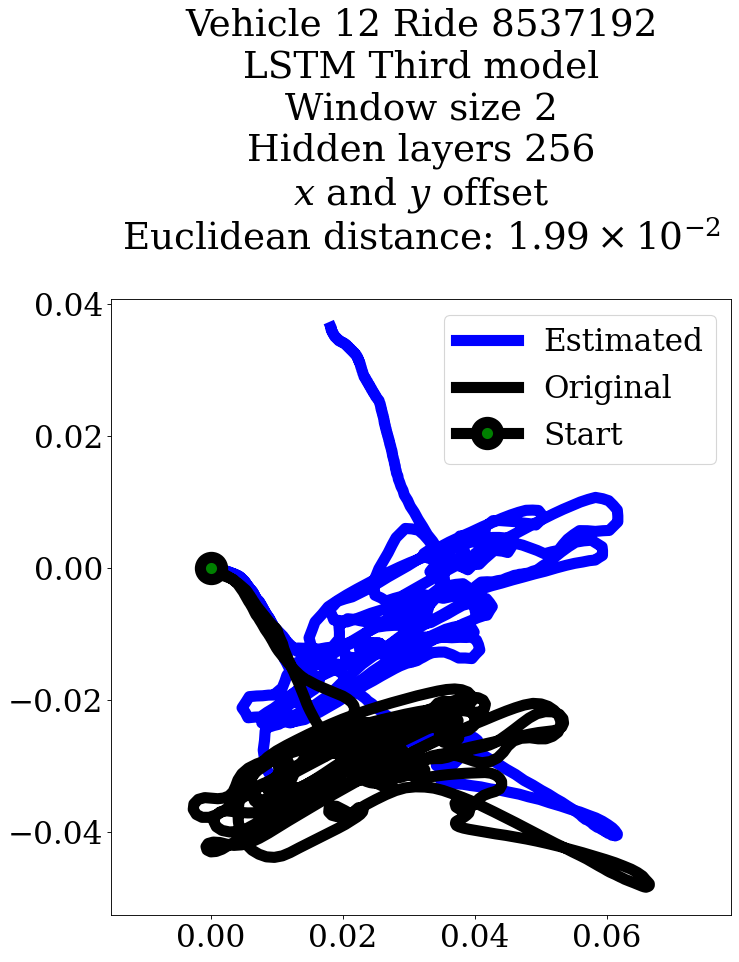 Vehicle 12 Ride 8537192
LSTM Third model
Window size 2
Hidden layers 256
x and y offset
Euclidean distance: 1.99 × 10⁻²
0.04
0.02
0.00
−0.02
−0.04
Estimated
Original
Start
0.00 0.02 0.04 0.06